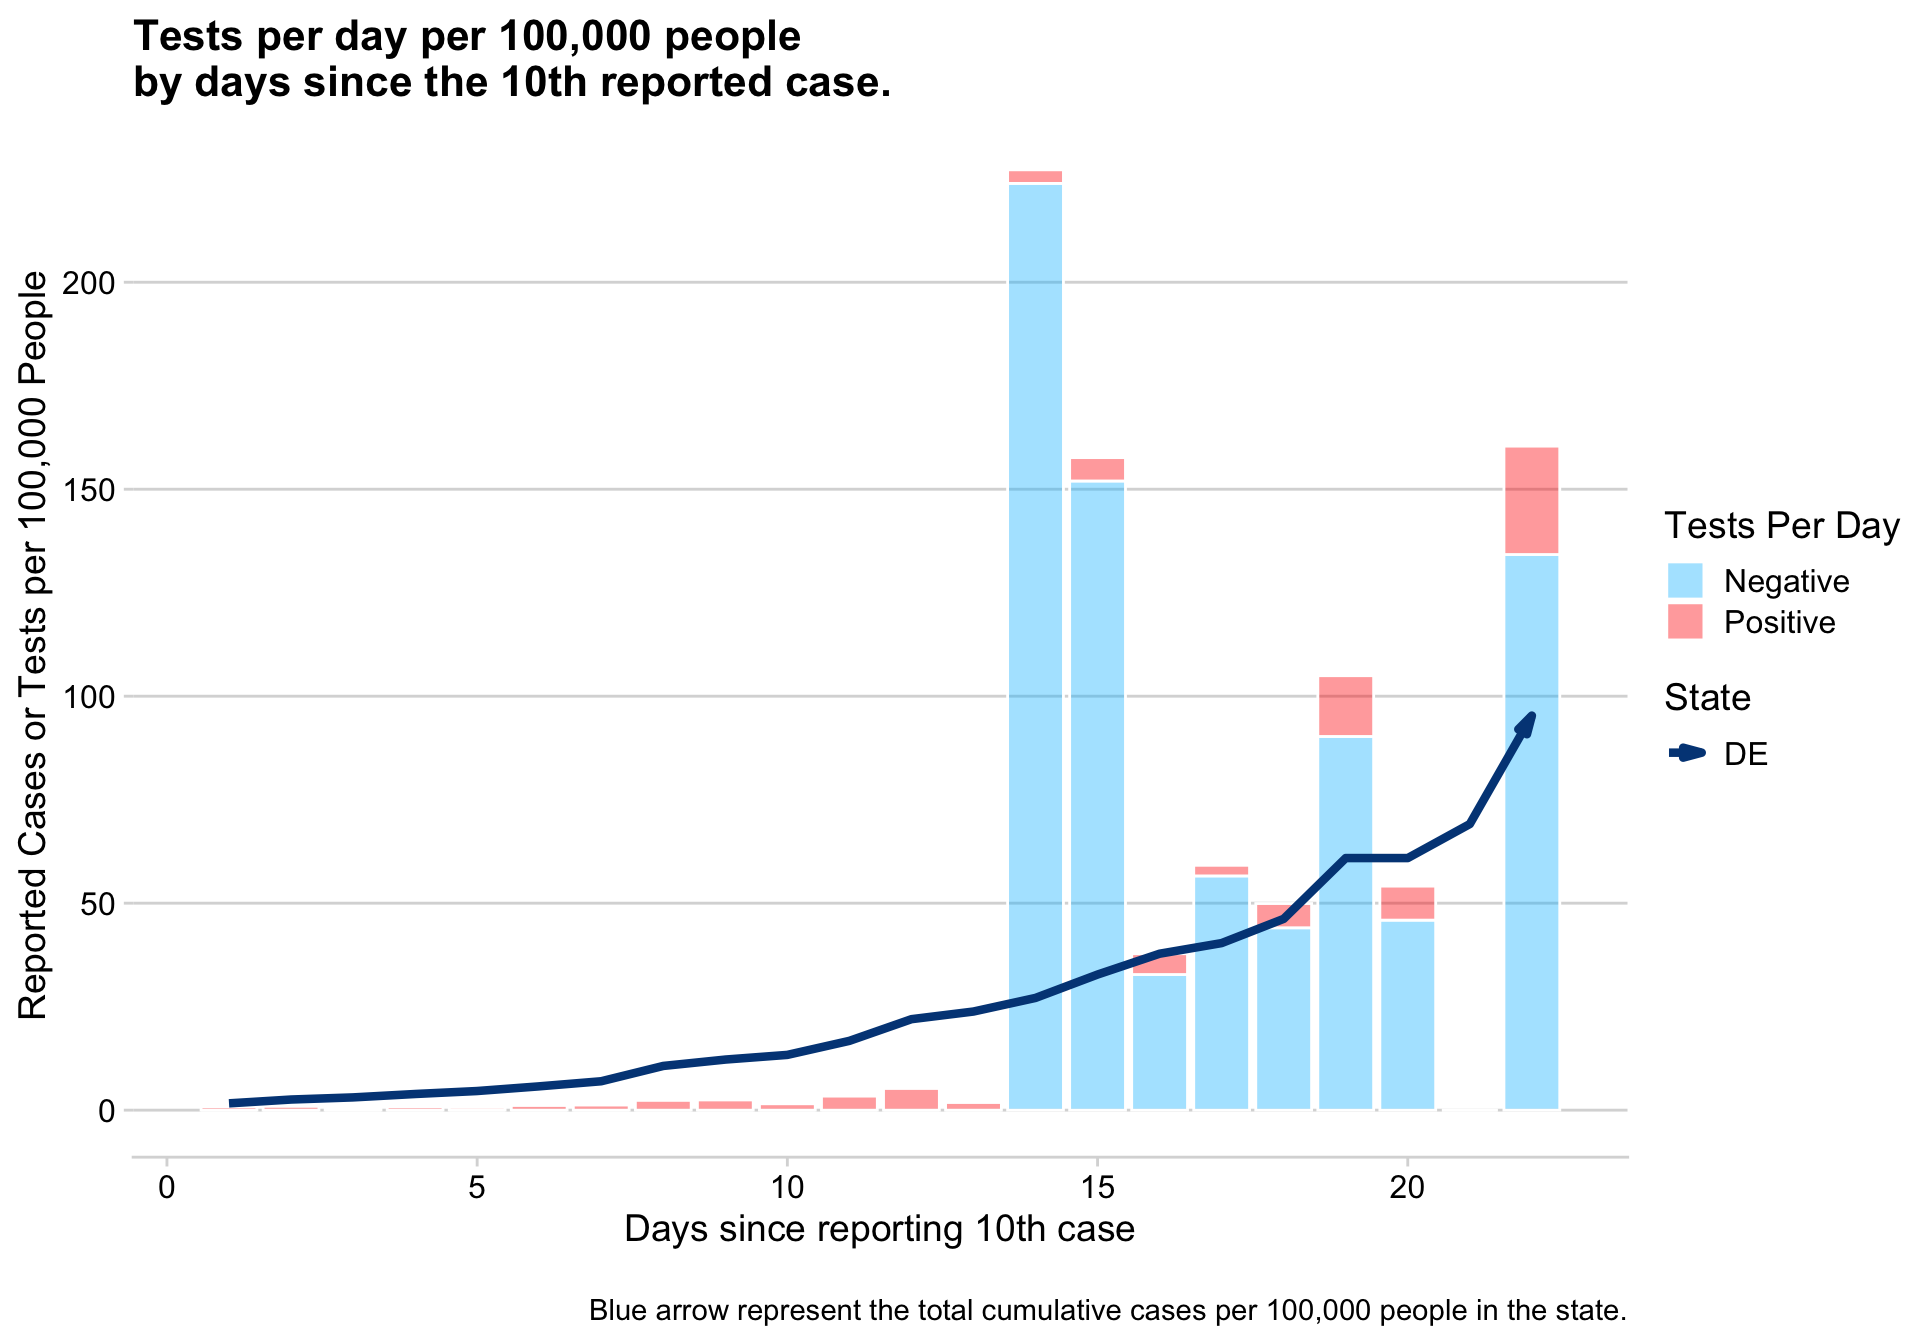 Tests per day per 100,000 people
by days since the 10th reported case.
Reported Cases or Tests per 100,000 People
200
150
100
50
0
0
5
10
15
20
Days since reporting 10th case
Tests Per Day
Negative
Positive
State
DE
Blue arrow represent the total cumulative cases per 100,000 people in the state.